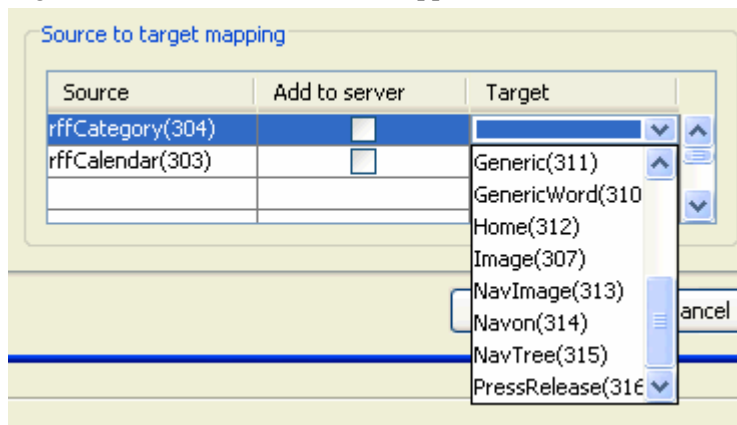 Source to target mapping
Source Add to server Target
rffCategory(304)
rffCalendar(303)
Generic(311)
GenericWord(310
Home(312)
Image(307)
NavImage(313)
Navon(314)
ancel
NavTree(315)
PressRelease(316